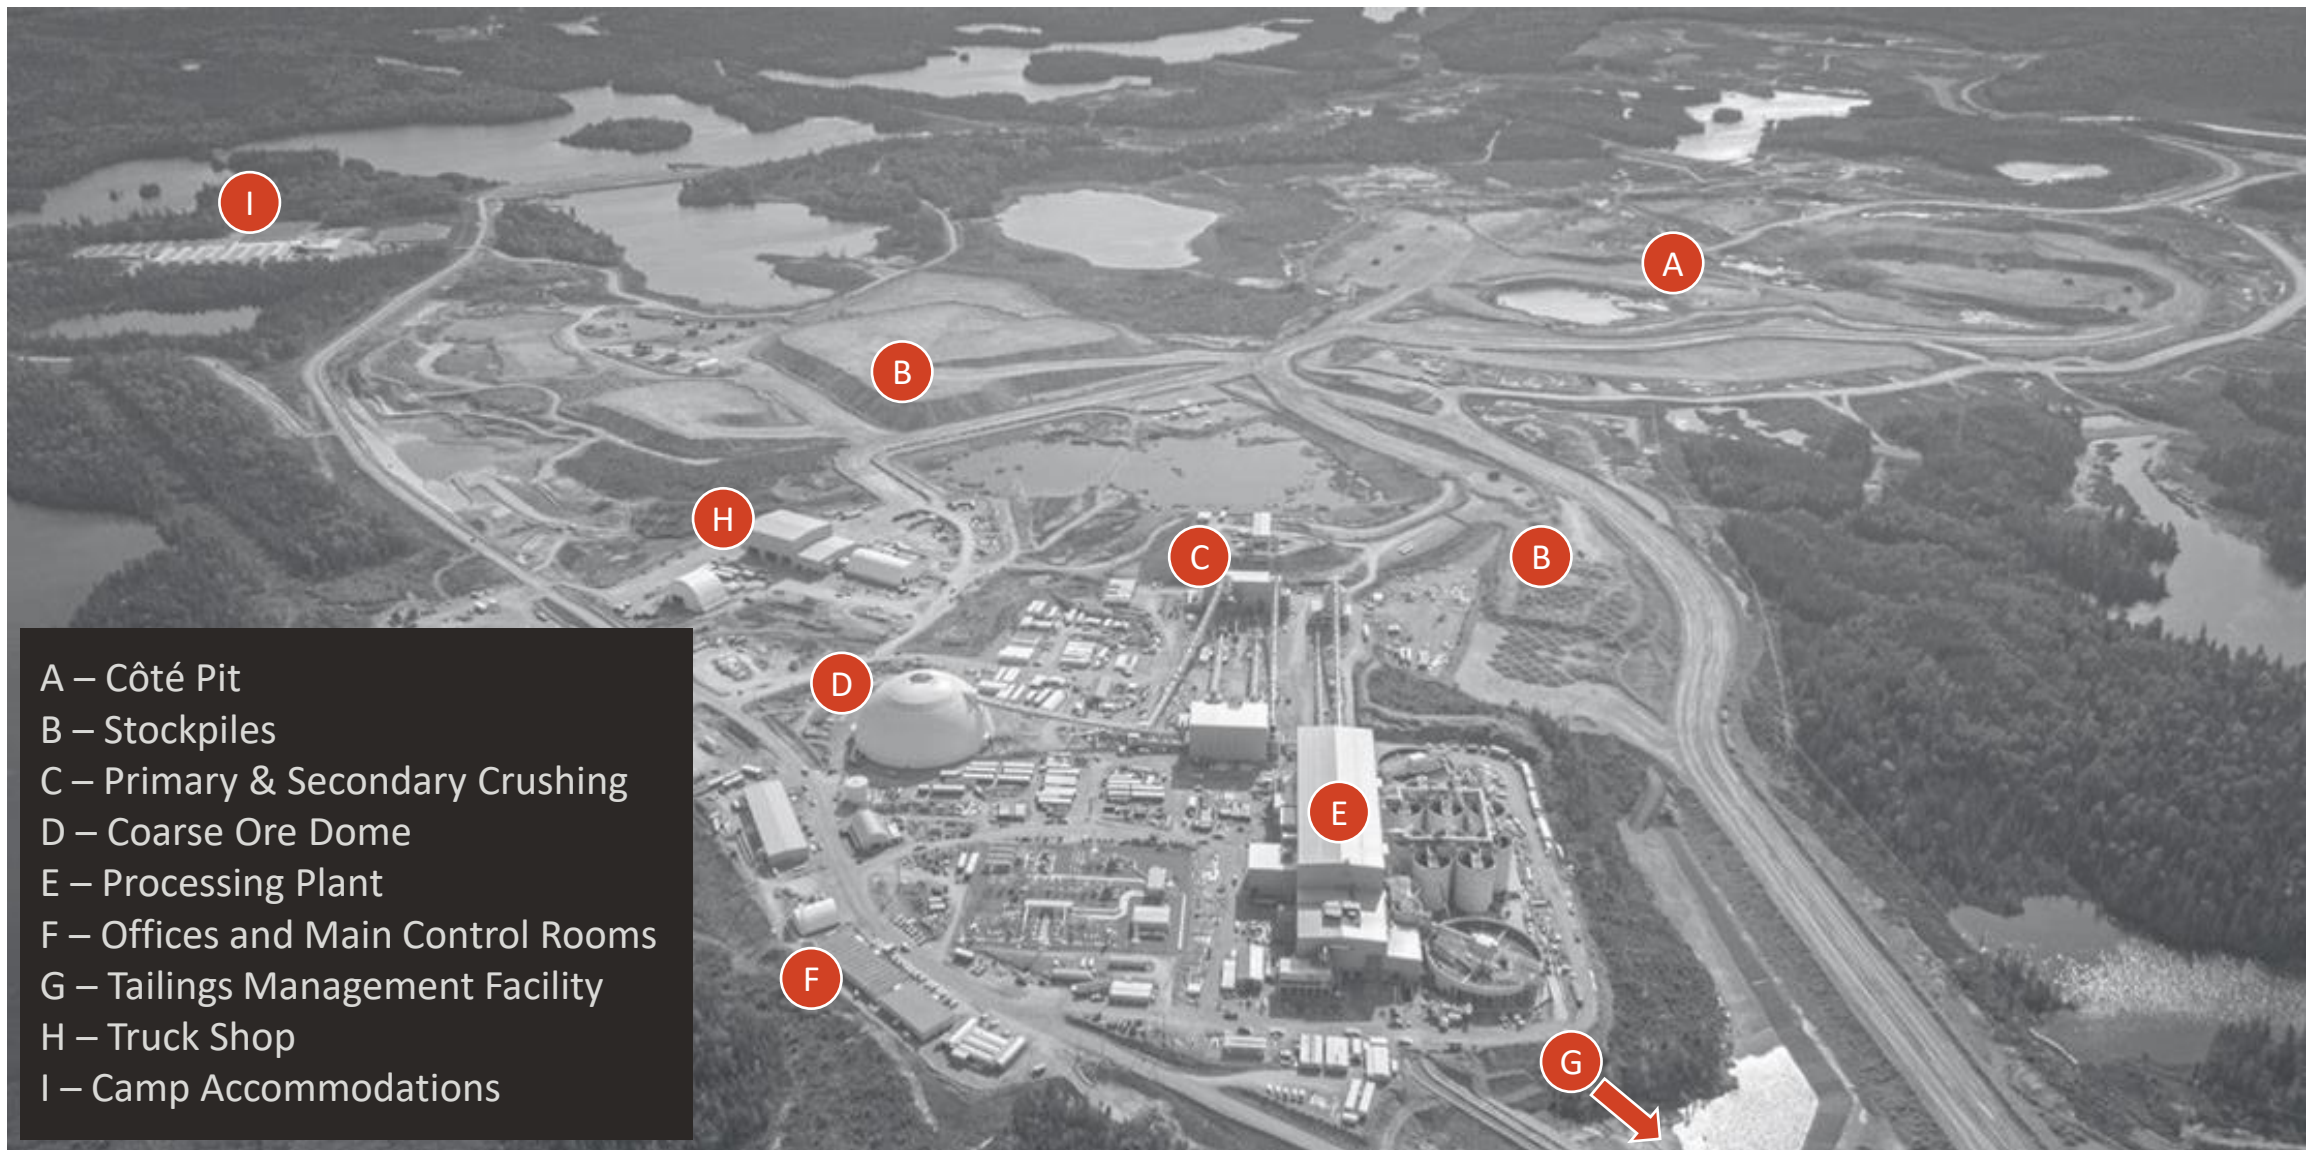 I
A
B
H
C
B
D
E
F
G
A – Côté Pit
B – Stockpiles
C – Primary & Secondary Crushing
D – Coarse Ore Dome
E – Processing Plant
F – Offices and Main Control Rooms
G – Tailings Management Facility
H – Truck Shop
I – Camp Accommodations